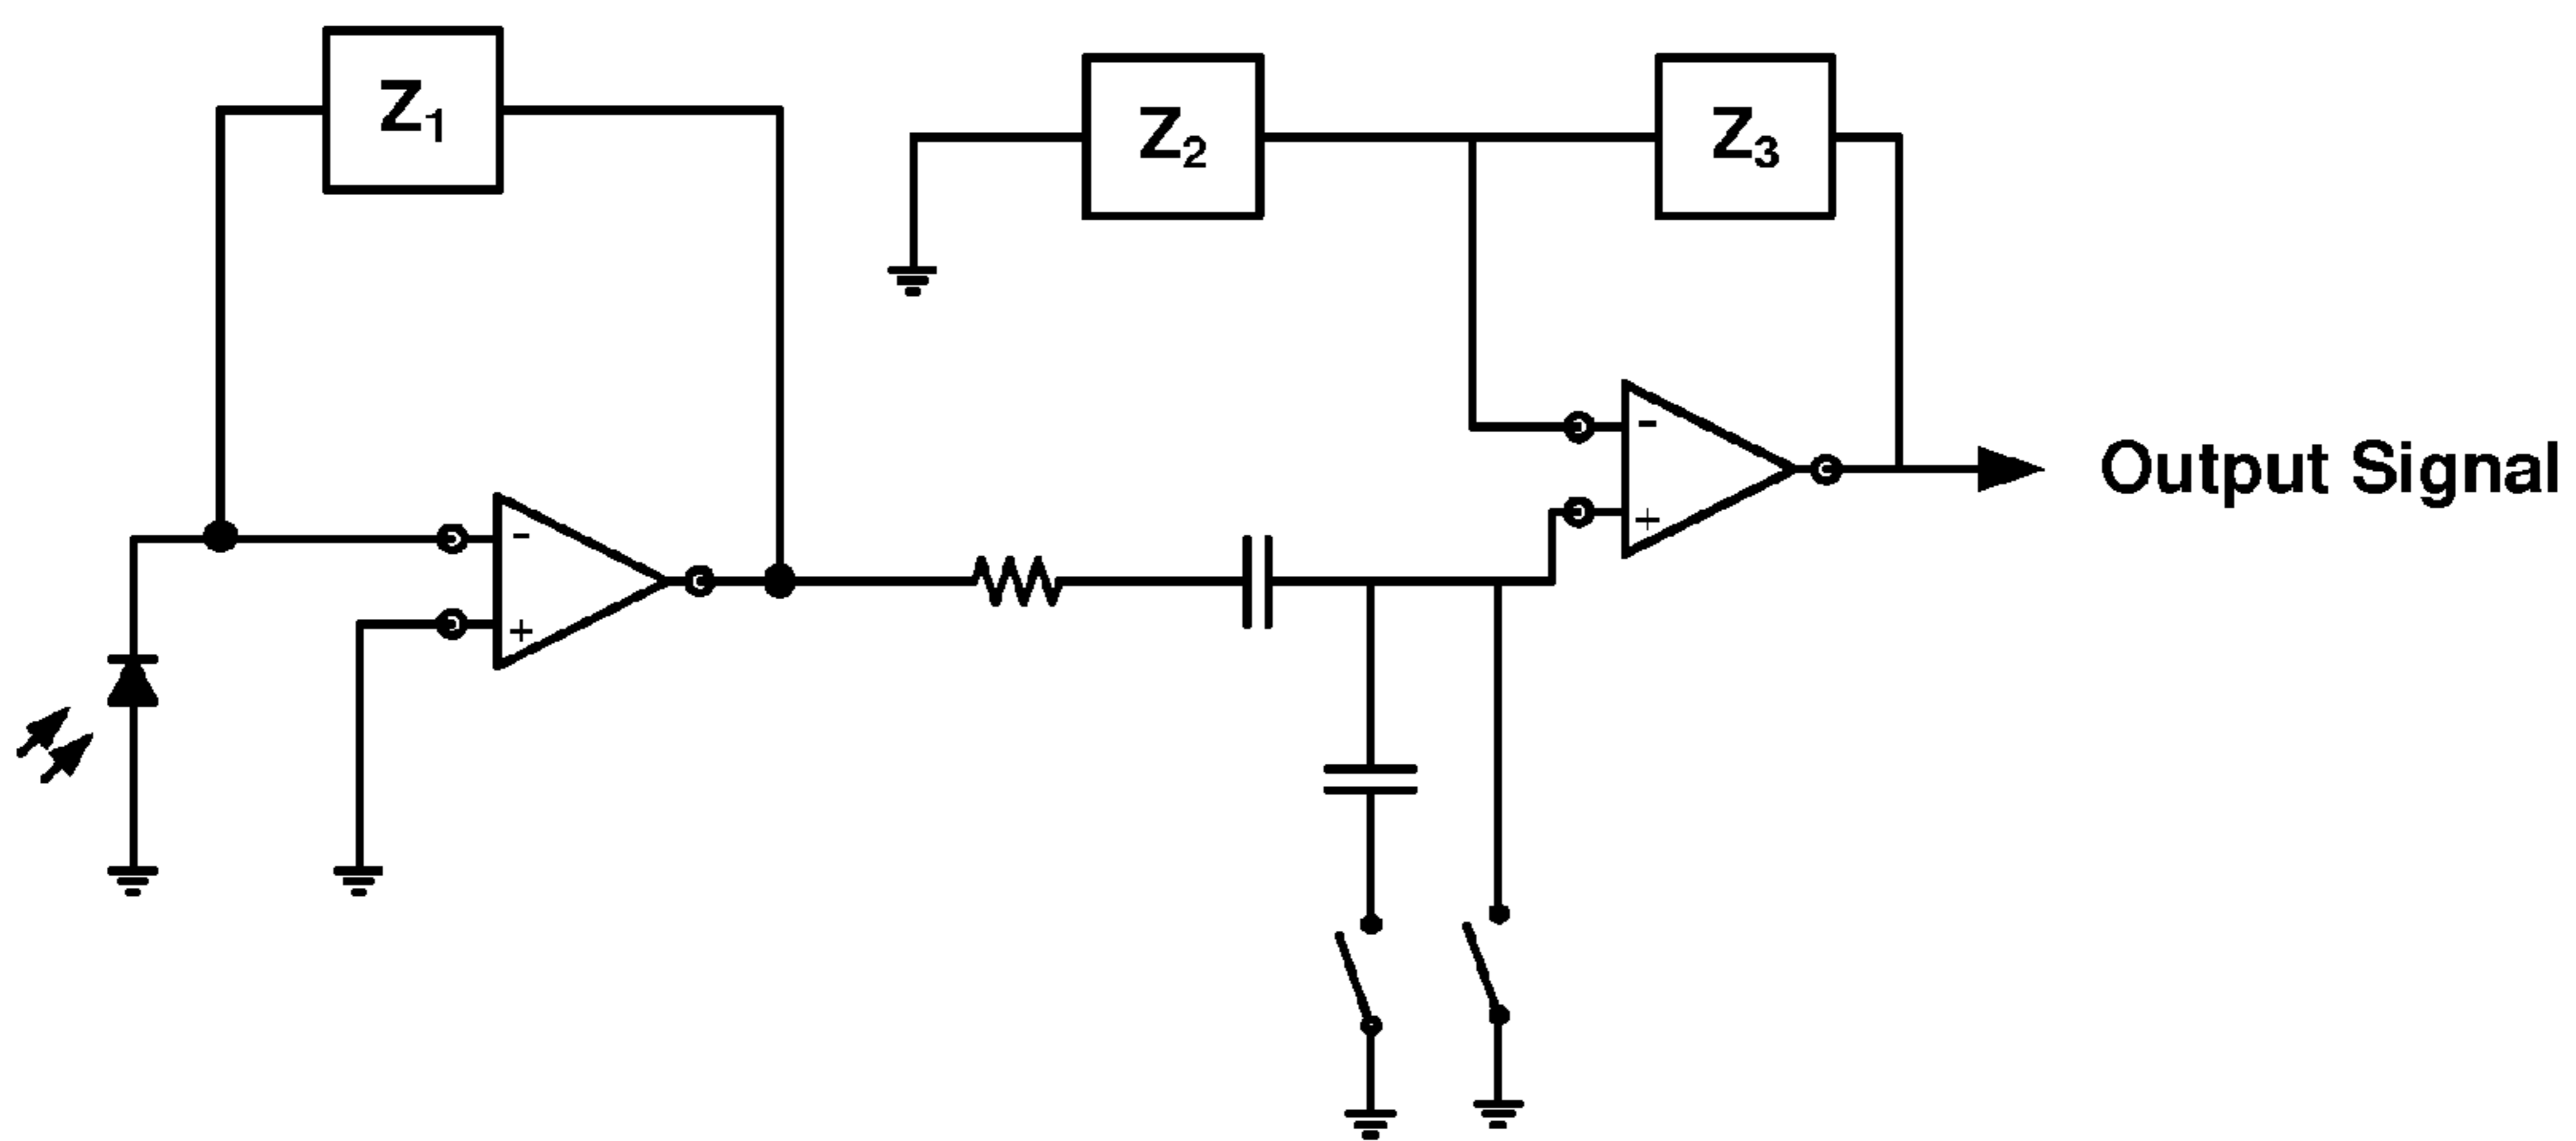 Z1
Z2
Z3
-
+
-
+
Output Signal